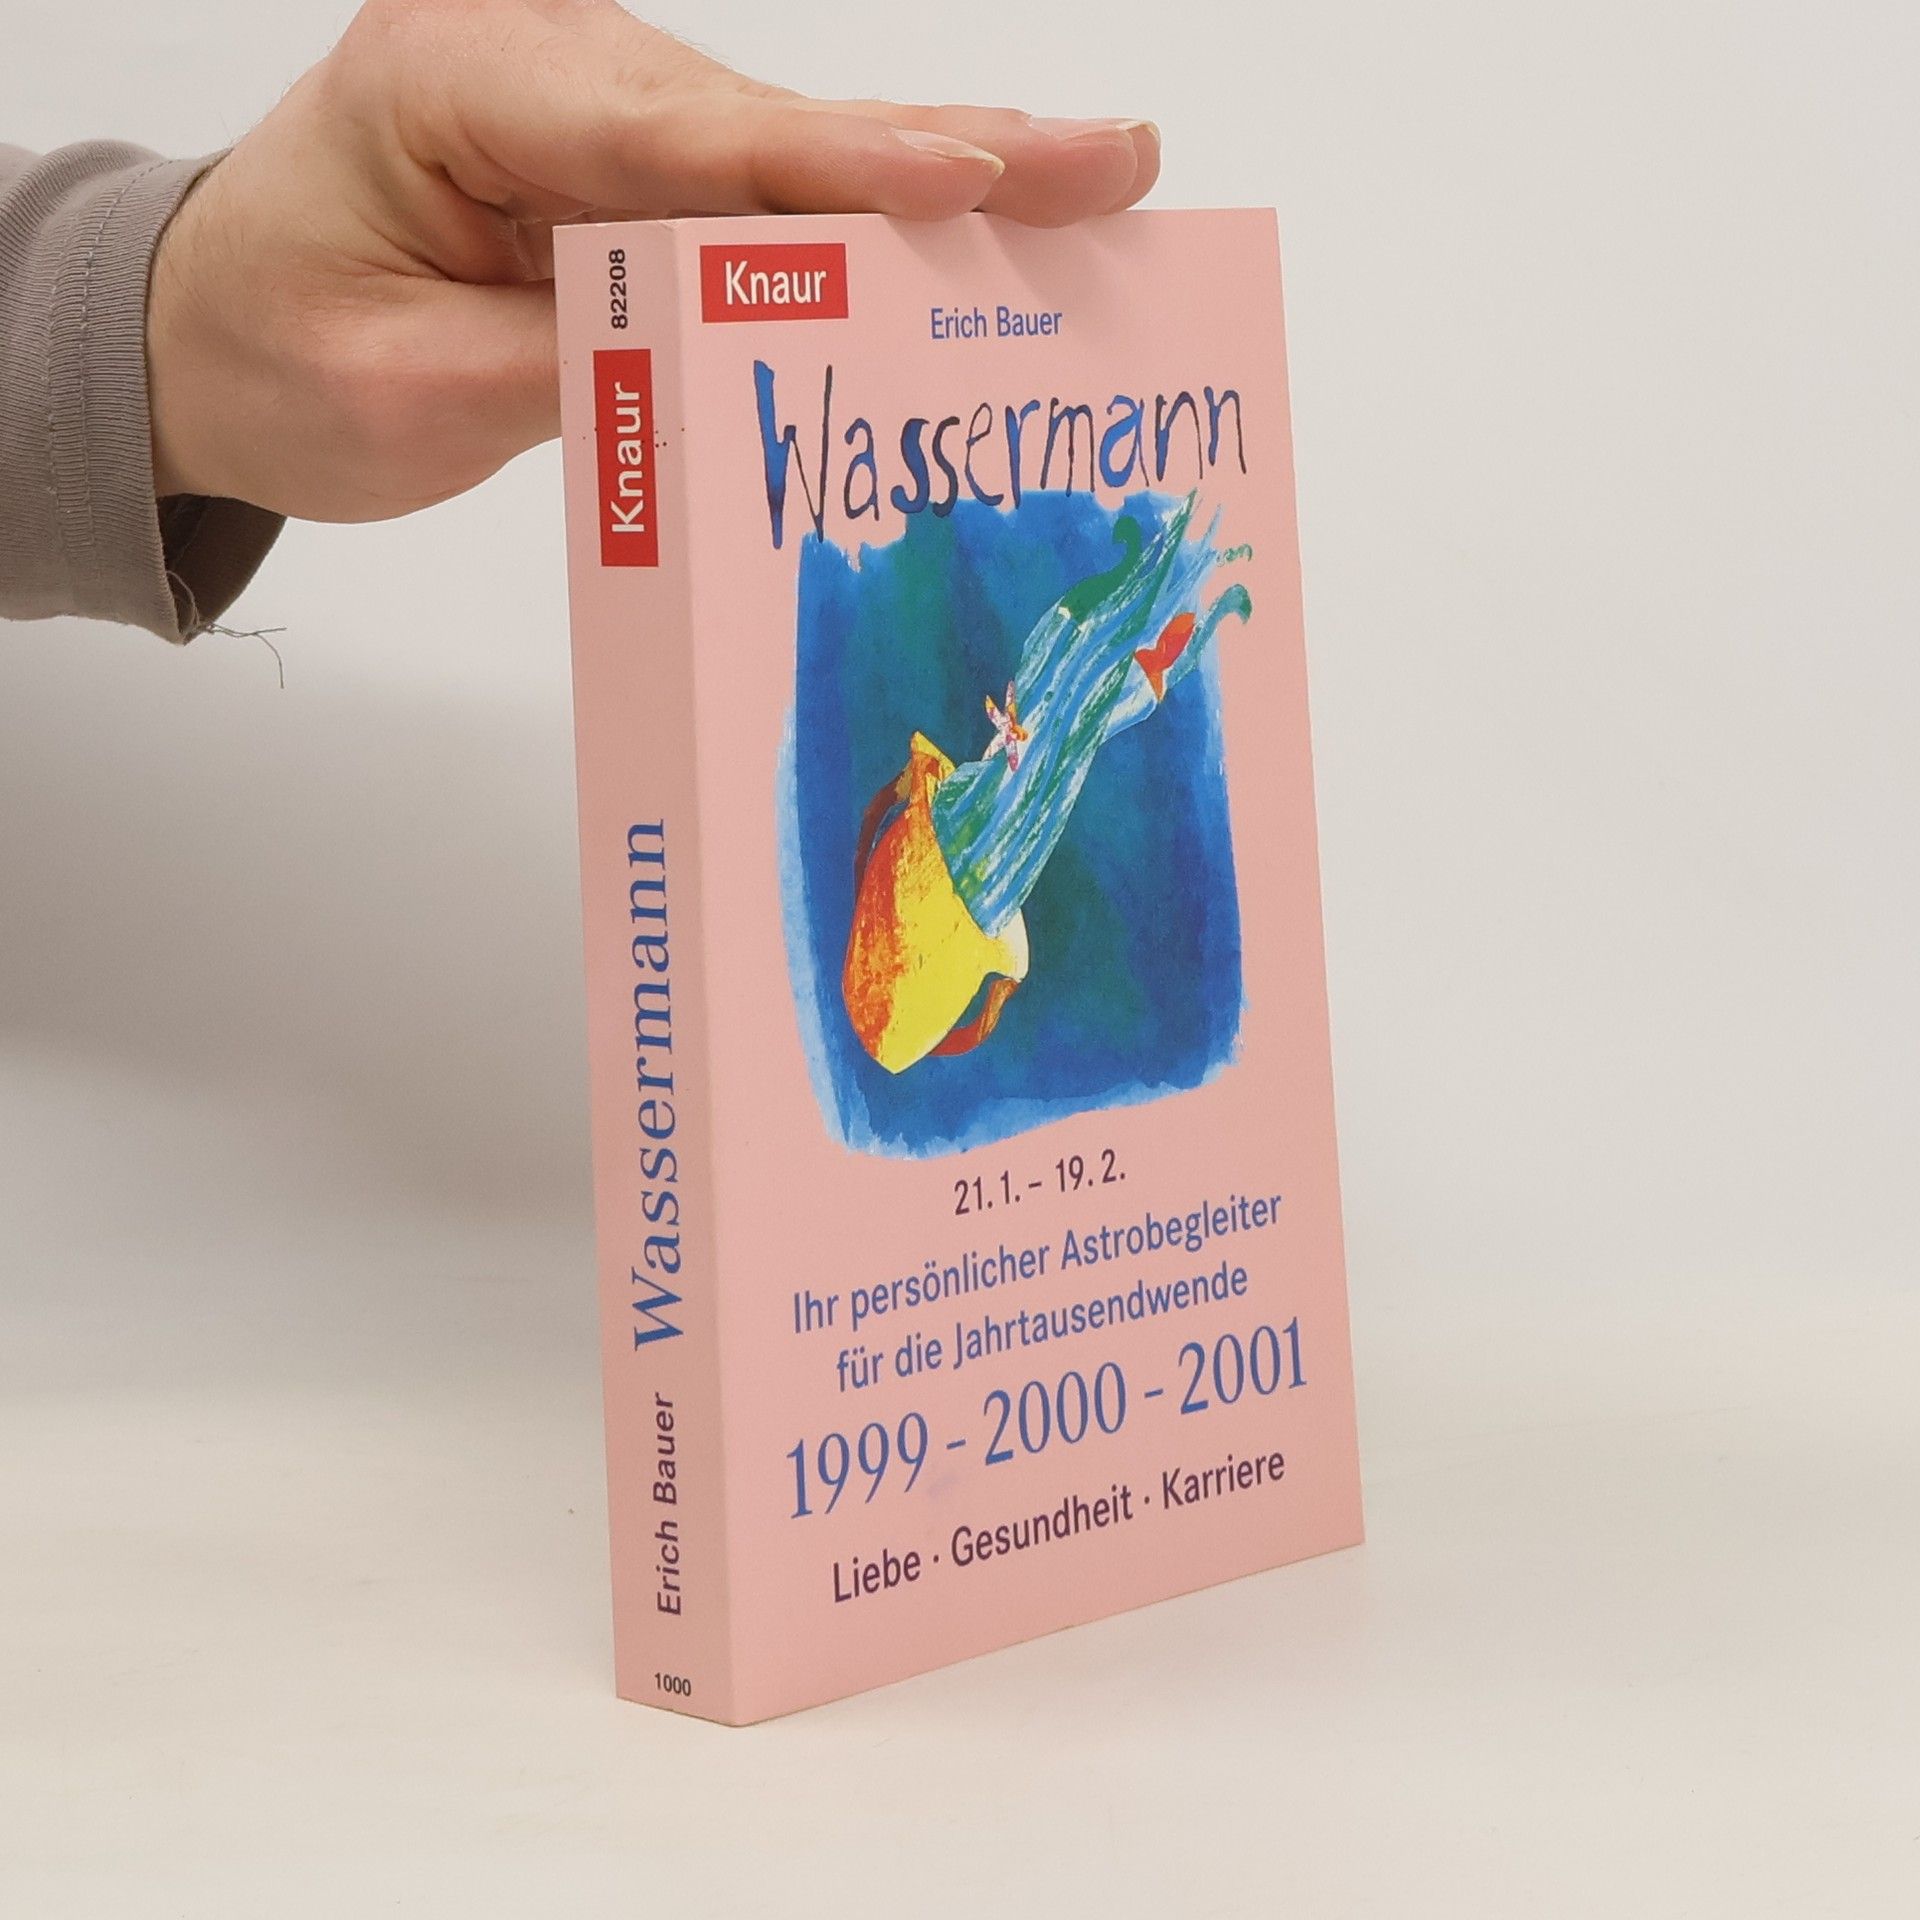 82208
Knaur
Wassermann
Erich Bauer
1000
Knaur
Erich Bauer
Wassermann
21. 1. – 19. 2.
Ihr persönlicher Astrobegleiter
für die Jahrtausendwende
1999 - 2000 - 2001
Liebe · Gesundheit · Karriere